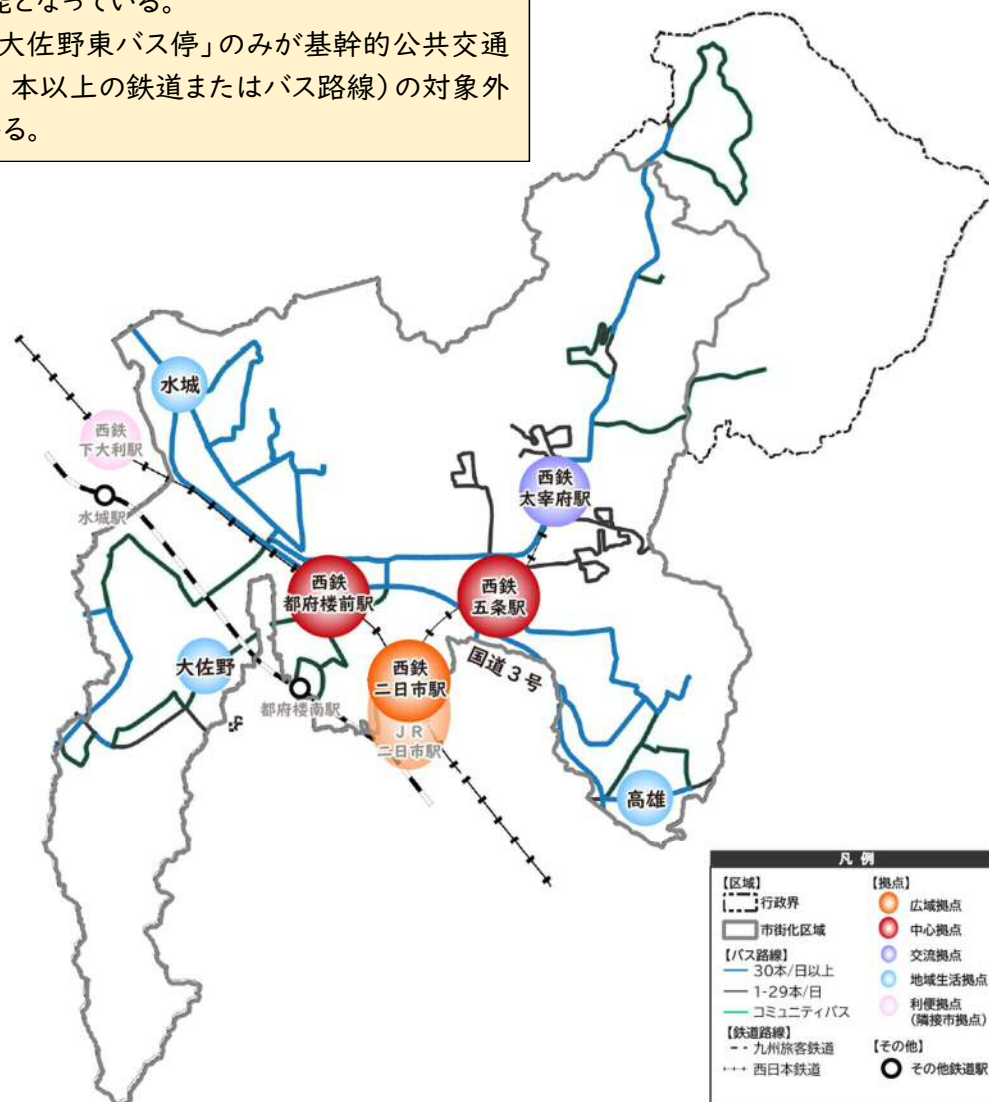 能となっている。
大佐野東バス停」のみが基幹的公共交通
本以上の鉄道またはバス路線)の対象外
る。
水城
西鉄
下大利駅
水城駅
西鉄
太宰府駅
西鉄
都府楼前駅
西鉄
五条駅
大佐野
西鉄
二日市駅
国道3号
都府楼南駅
JR
二日市駅
高雄
凡例
【区域】
行政界
市街化区域
【バス路線】
30本/日以上
1-29本/日
コミュニティバス
【鉄道路線】
九州旅客鉄道
西日本鉄道
【拠点】
広域拠点
中心拠点
交流拠点
地域生活拠点
利便拠点
(隣接市拠点)
【その他】
その他鉄道駅